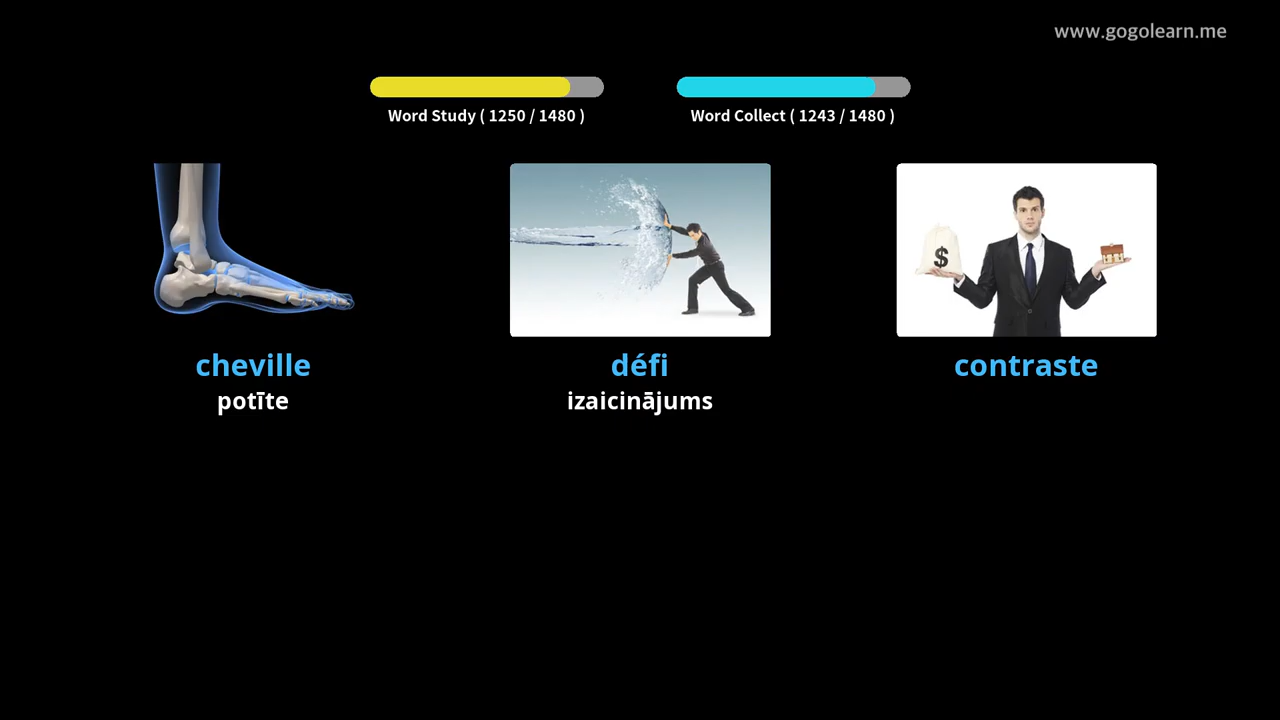 www.gogolearn.me
Word Study ( 1250 / 1480 )
Word Collect ( 1243 / 1480 )
$
cheville
défi
contraste
potīte
izaicinājums